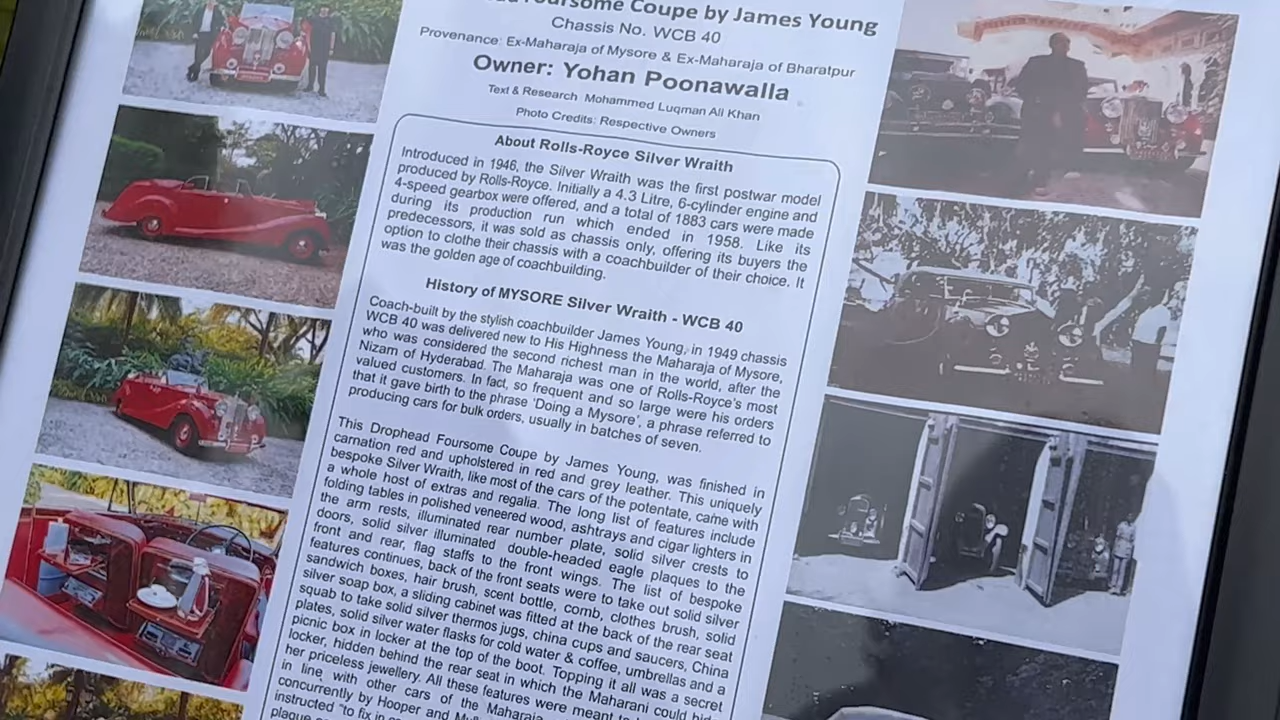 Foursome Coupe by James Young
Chassis No. WCB 40
Provenance: Ex-Maharaja of Mysore & Ex-Maharaja of Bharatpur
Owner: Yohan Poonawalla
Text & Research Mohammed Luqman Ali Khan
Photo Credits: Respective Owners
About Rolls-Royce Silver Wraith
Introduced in 1946, the Silver Wraith was the first postwar model
produced by Rolls-Royce. Initially a 4.3 Litre, 6-cylinder engine and
4-speed gearbox were offered, and a total of 1883 cars were made
during its production run which ended in 1958. Like its
predecessors, it was sold as chassis only, offering its buyers the
option to clothe their chassis with a coachbuilder of their choice. It
was the golden age of coachbuilding.
History of MYSORE Silver Wraith - WCB 40
Coach-built by the stylish coachbuilder James Young, in 1949 chassis
WCB 40 was delivered new to His Highness the Maharaja of Mysore,
who was considered the second richest man in the world, after the
Nizam of Hyderabad. The Maharaja was one of Rolls-Royce's most
valued customers. In fact, so frequent and so large were his orders
that it gave birth to the phrase 'Doing a Mysore', a phrase referred to
producing cars for bulk orders, usually in batches of seven.
This Drophead Foursome Coupe by James Young, was finished in
carnation red and upholstered in red and grey leather. This uniquely
bespoke Silver Wraith, like most of the cars of the potentate, came with
a whole host of extras and regalia. The long list of features include
folding tables in polished veneered wood, ashtrays and cigar lighters in
the arm rests, illuminated rear number plate, solid silver crests to
doors, solid silver illuminated double-headed eagle plaques to the
front and rear, flag staffs to the front wings. The list of bespoke
features continues, back of the front seats were to take out solid silver
sandwich boxes, hair brush, scent bottle, comb, clothes brush, solid
silver soap box, a sliding cabinet was fitted at the back of the rear seat
squab to take solid silver thermos jugs, china cups and saucers, China
plates, solid silver water flasks for cold water & coffee, umbrellas and a
picnic box in locker at the top of the boot. Topping it all was a secret
locker, hidden behind the rear seat in which the Maharani could hide
her priceless jewellery. All these features were meant to
in line with other cars of the Maharaja
concurrently by Hooper and
instructed "to fix in
plaque